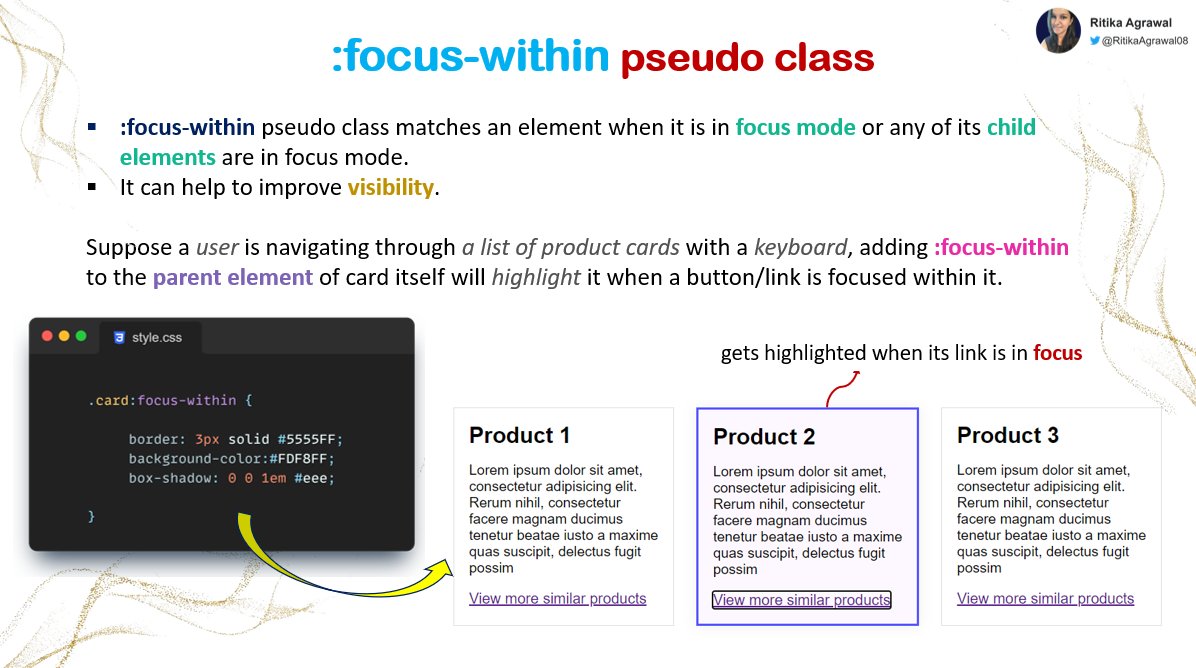 Ritika Agrawal
@RitikaAgrawal08
:focus-within pseudo class
:focus-within pseudo class matches an element when it is in focus mode or any of its child
elements are in focus mode.
It can help to improve visibility.
Suppose a user is navigating through a list of product cards with a keyboard, adding :focus-within
to the parent element of card itself will highlight it when a button/link is focused within it.
style.css
.card:focus-within {
border: 3px solid #5555FF;
background-color:#FDF8FF;
box-shadow: 0 0 1em #eee;
}
gets highlighted when its link is in focus
Product 1
Lorem ipsum dolor sit amet,
consectetur adipisicing elit.
Rerum nihil, consectetur
facere magnam ducimus
tenetur beatae iusto a maxime
quas suscipit, delectus fugit
possim
View more similar products
Product 2
Lorem ipsum dolor sit amet,
consectetur adipisicing elit.
Rerum nihil, consectetur
facere magnam ducimus
tenetur beatae iusto a maxime
quas suscipit, delectus fugit
possim
View more similar products
Product 3
Lorem ipsum dolor sit amet,
consectetur adipisicing elit.
Rerum nihil, consectetur
facere magnam ducimus
tenetur beatae iusto a maxime
quas suscipit, delectus fugit
possim
View more similar products